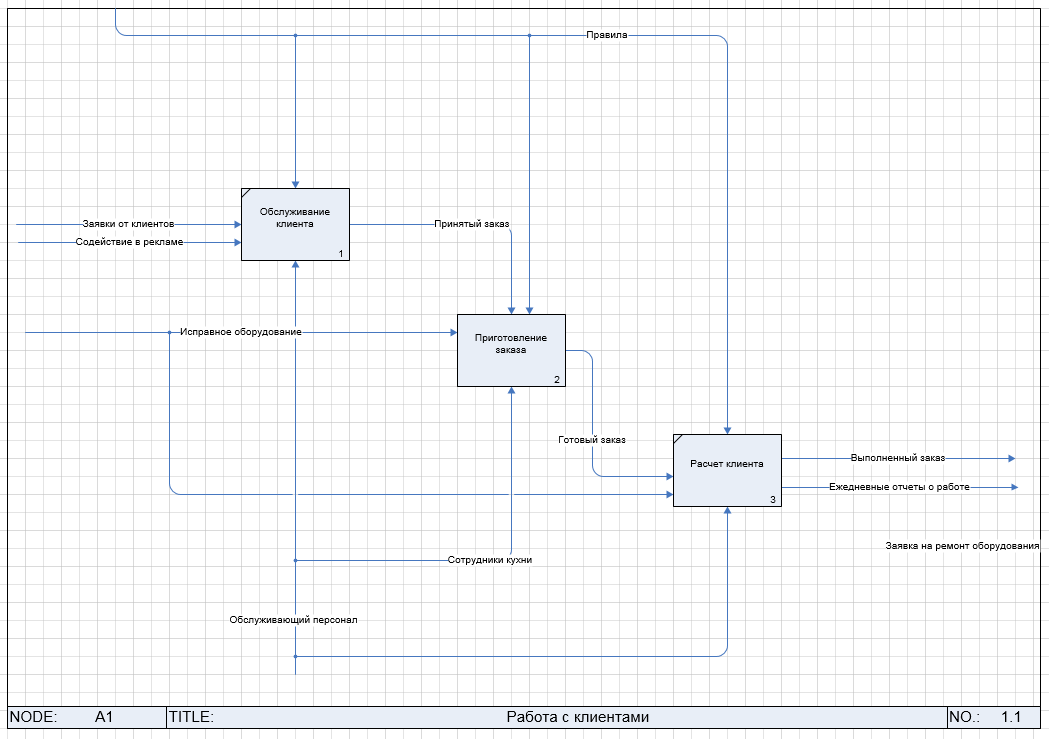 Правила
Обслуживание
клиента
1
Заявки от клиентов
Принятый заказ
Содействие в рекламе
Исправное оборудование
Приготовление
заказа
2
Готовый заказ
Расчет клиента
3
Выполненный заказ
Ежедневные отчеты о работе
Заявка на ремонт оборудования
Сотрудники кухни
Обслуживающий персонал
NODE: A1 TITLE: Работа с клиентами NO.: 1.1